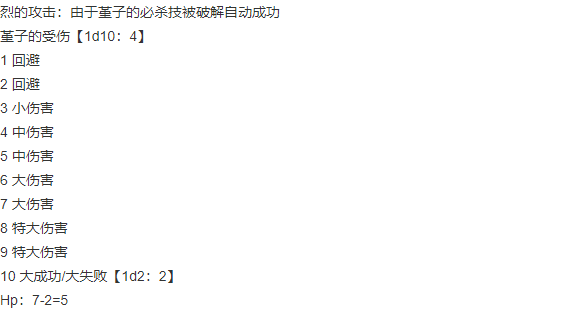 烈的攻击：由于堇子的必杀技被破解自动成功
堇子的受伤【1d10：4】
1 回避
2 回避
3 小伤害
4 中伤害
5 中伤害
6 大伤害
7 大伤害
8 特大伤害
9 特大伤害
10 大成功/大失败【1d2：2】
Hp：7-2=5